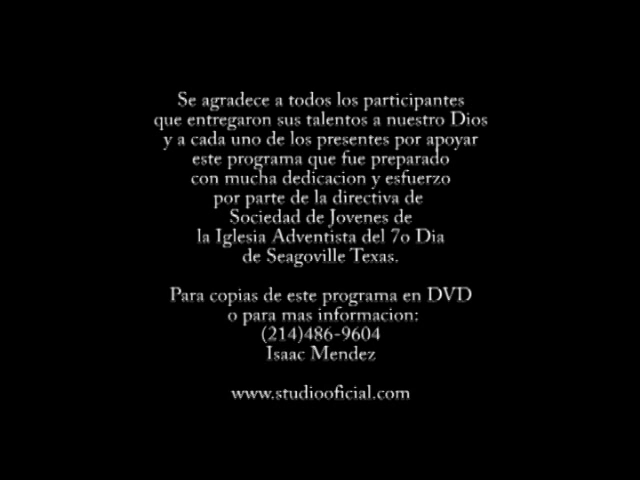 Se agradece a todos los participantes
que entregaron sus talentos a nuestro Dios
y a cada uno de los presentes por apoyar
este programa que fue preparado
con mucha dedicacion y esfuerzo
por parte de la directiva de
Sociedad de Jovenes de
la Iglesia Adventista del 7o Dia
de Seagoville Texas.
Para copias de este programa en DVD
o para mas informacion:
(214)486-9604
Isaac Mendez
www.studiooficial.com